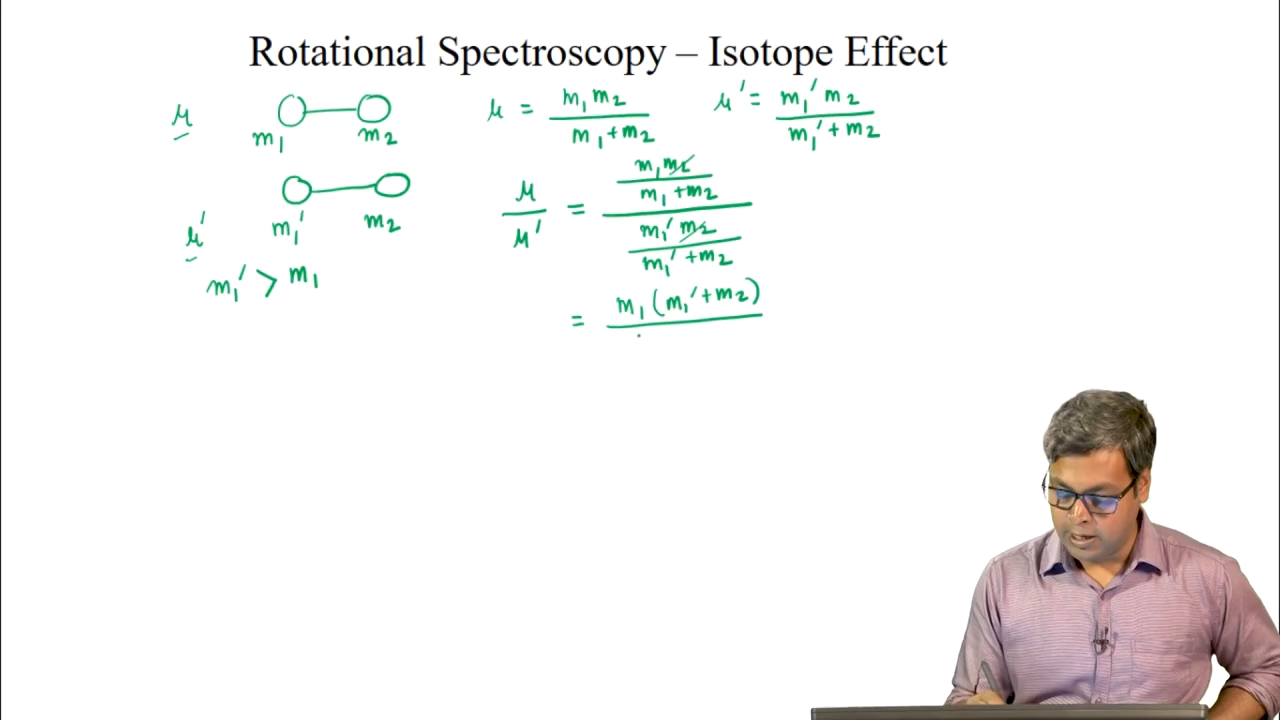 Rotational Spectroscopy – Isotope Effect
μ m₁ m₂ μ = m₁m₂ / m₁+m₂ μ' = m₁'m₂ / m₁'+m₂
μ' m₁' m₂ μ / μ' = (m₁m₂ / m₁+m₂) / (m₁'m₂ / m₁'+m₂)
m₁' > m₁
= m₁(m₁'+m₂)